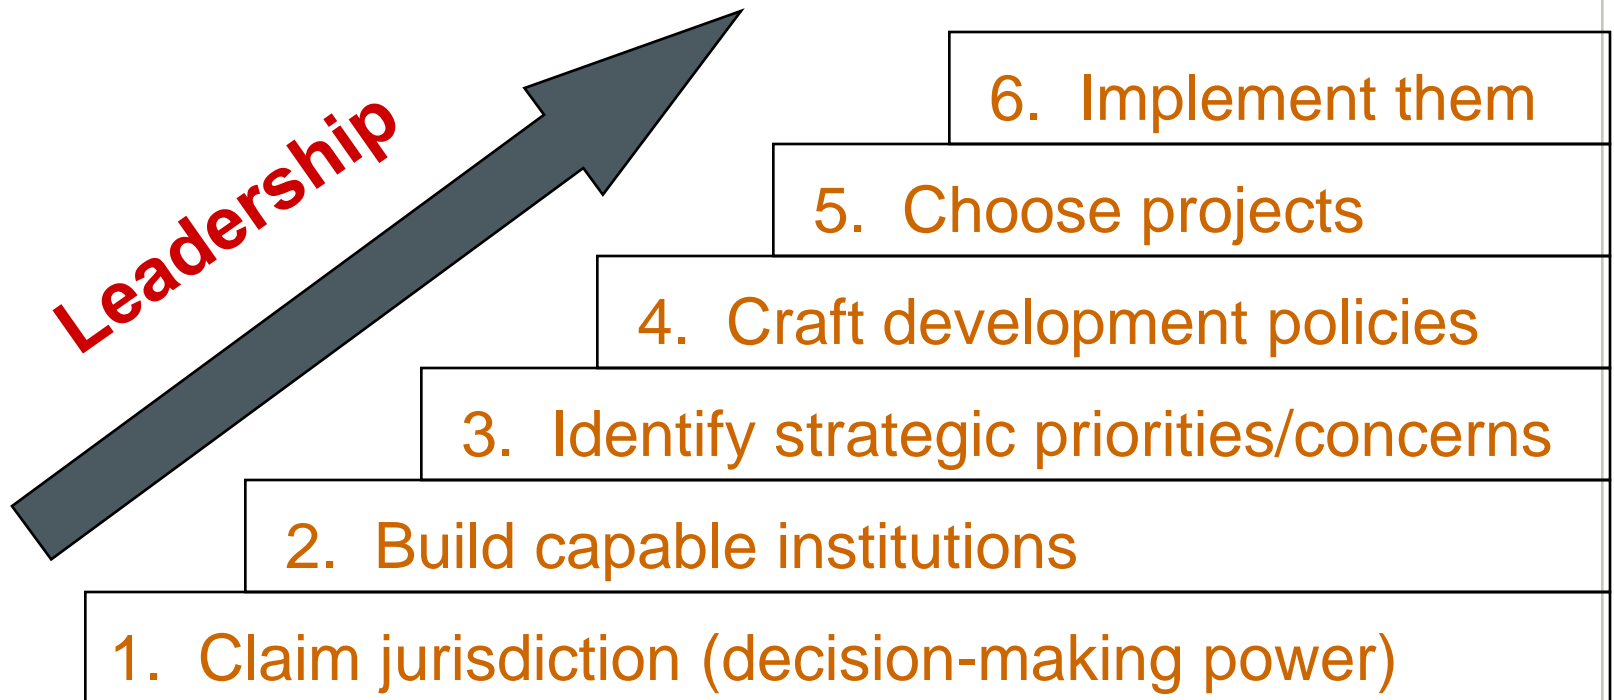 Leadership
6. Implement them
5. Choose projects
4. Craft development policies
3. Identify strategic priorities/concerns
2. Build capable institutions
1. Claim jurisdiction (decision-making power)